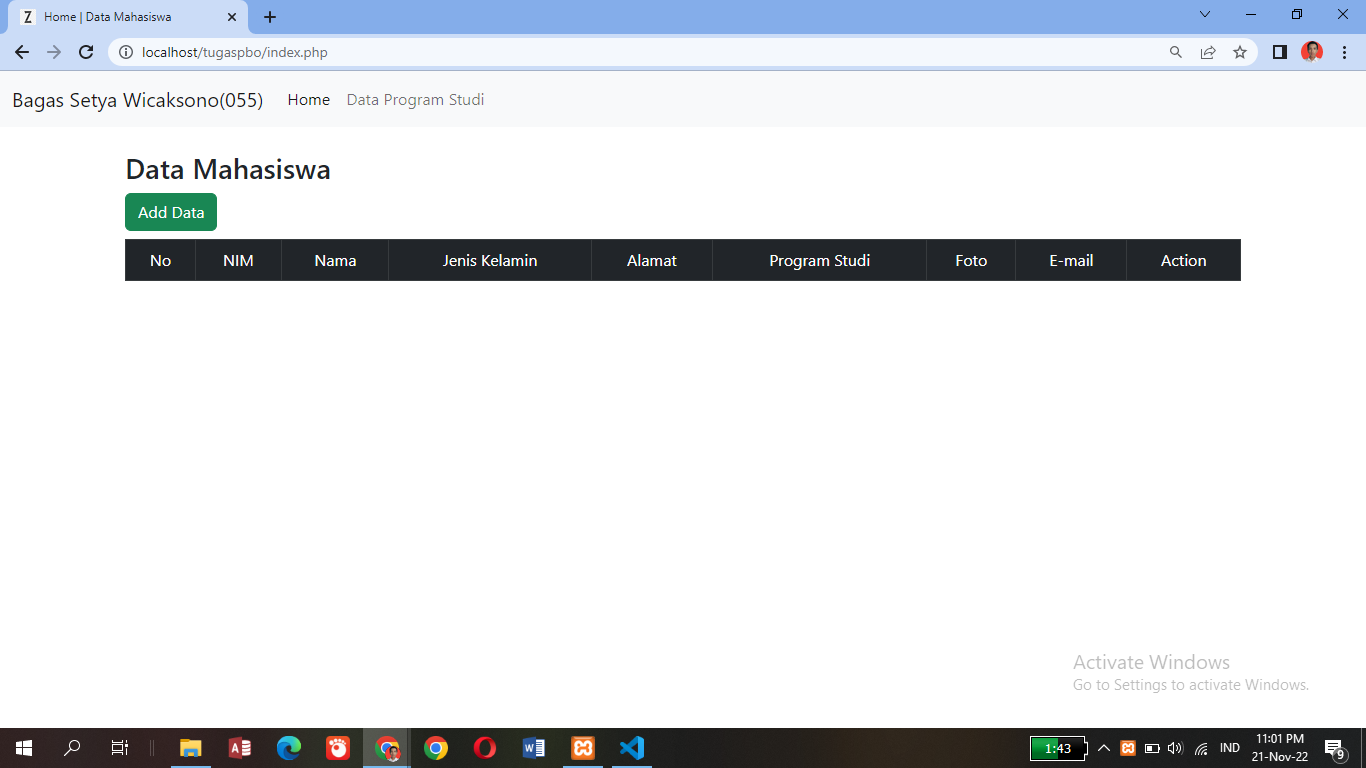 Home | Data Mahasiswa
localhost/tugaspbo/index.php
Bagas Setya Wicaksono(055) Home Data Program Studi
Data Mahasiswa
Add Data
No NIM Nama Jenis Kelamin Alamat Program Studi Foto E-mail Action
Activate Windows
Go to Settings to activate Windows.
1:43 IND 11:01 PM
21-Nov-22 9